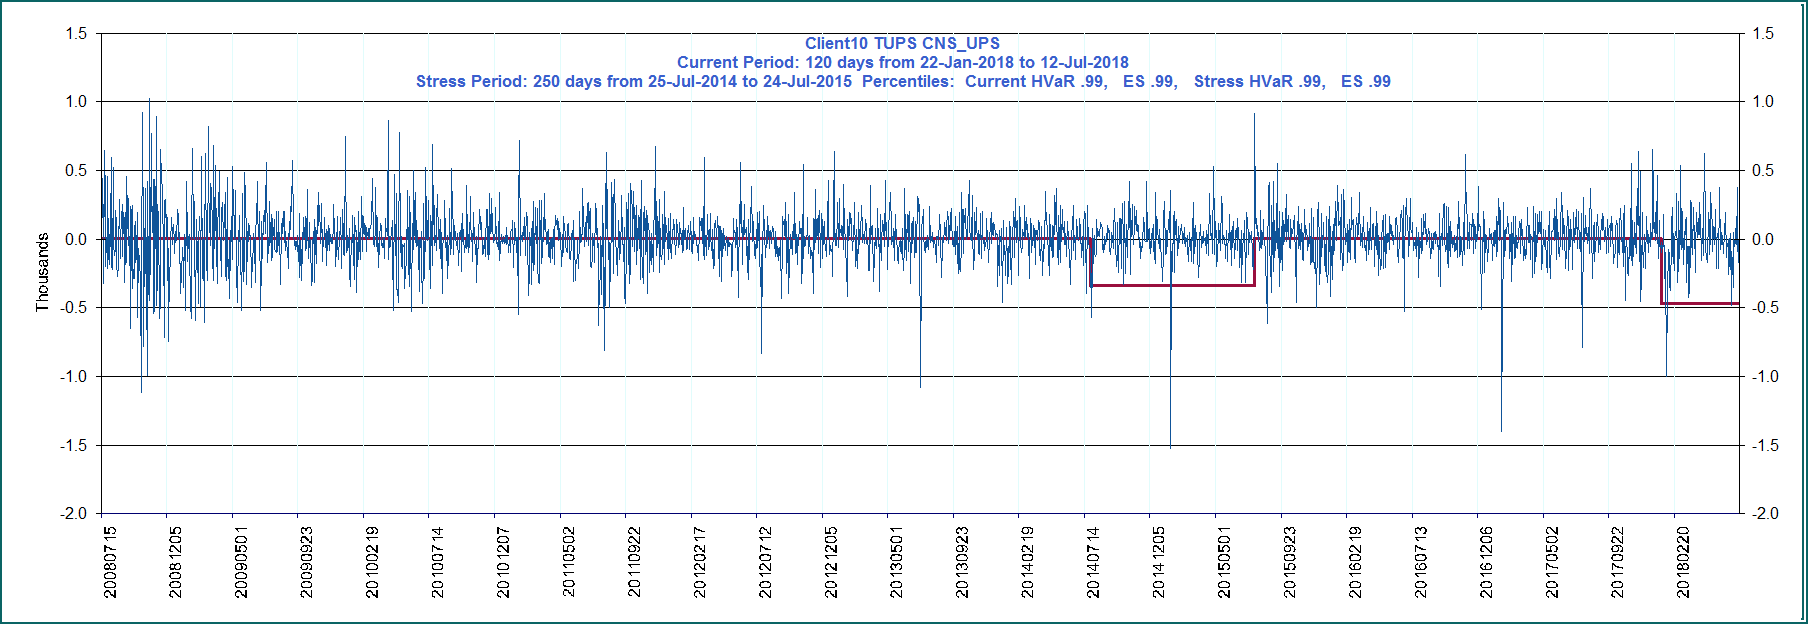 Client10 TUPS CNS_UPS
Current Period: 120 days from 22-Jan-2018 to 12-Jul-2018
Stress Period: 250 days from 25-Jul-2014 to 24-Jul-2015  Percentiles:  Current HVaR .99,   ES .99,   Stress HVaR .99,   ES .99
1.5 1.5
1.0 1.0
0.5 0.5
0.0 0.0
-0.5 -0.5
-1.0 -1.0
-1.5 -1.5
-2.0 -2.0
Thousands
20080715 20081205 20090501 20090923 20100219 20100714 20101207 20110502 20110922 20120217 20120712 20121205 20130501 20130923 20140219 20140714 20141205 20150501 20150923 20160219 20160713 20161206 20170502 20170922 20180220